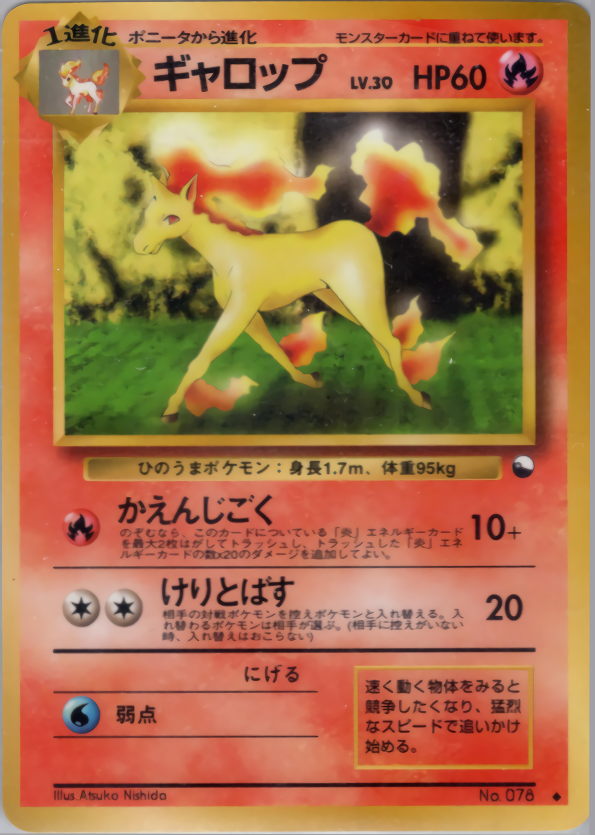 1進化
ポニータから進化
モンスターカードに重ねて使います。
ギャロップ LV.30 HP60
ひのうまポケモン：身長1.7m、体重95kg
かえんじごく
のぞむなら、このカードについている「炎」エネルギーカード
を最大2枚はがしてトラッシュし、トラッシュした「炎」エネ
ルギーカードの数x20のダメージを追加してよい。
10+
けりとばす
相手の対戦ポケモンを控えポケモンと入れ替える。入
れ替わるポケモンは相手が選ぶ。(相手に控えがいない
時、入れ替えはおこらない)
20
にげる
弱点
速く動く物体をみると
競争したくなり、猛烈
なスピードで追いかけ
始める。
Illus.Atsuko Nishida
No. 078